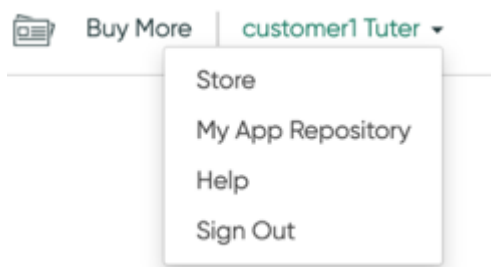 Buy More customer1 Tuter
Store
My App Repository
Help
Sign Out